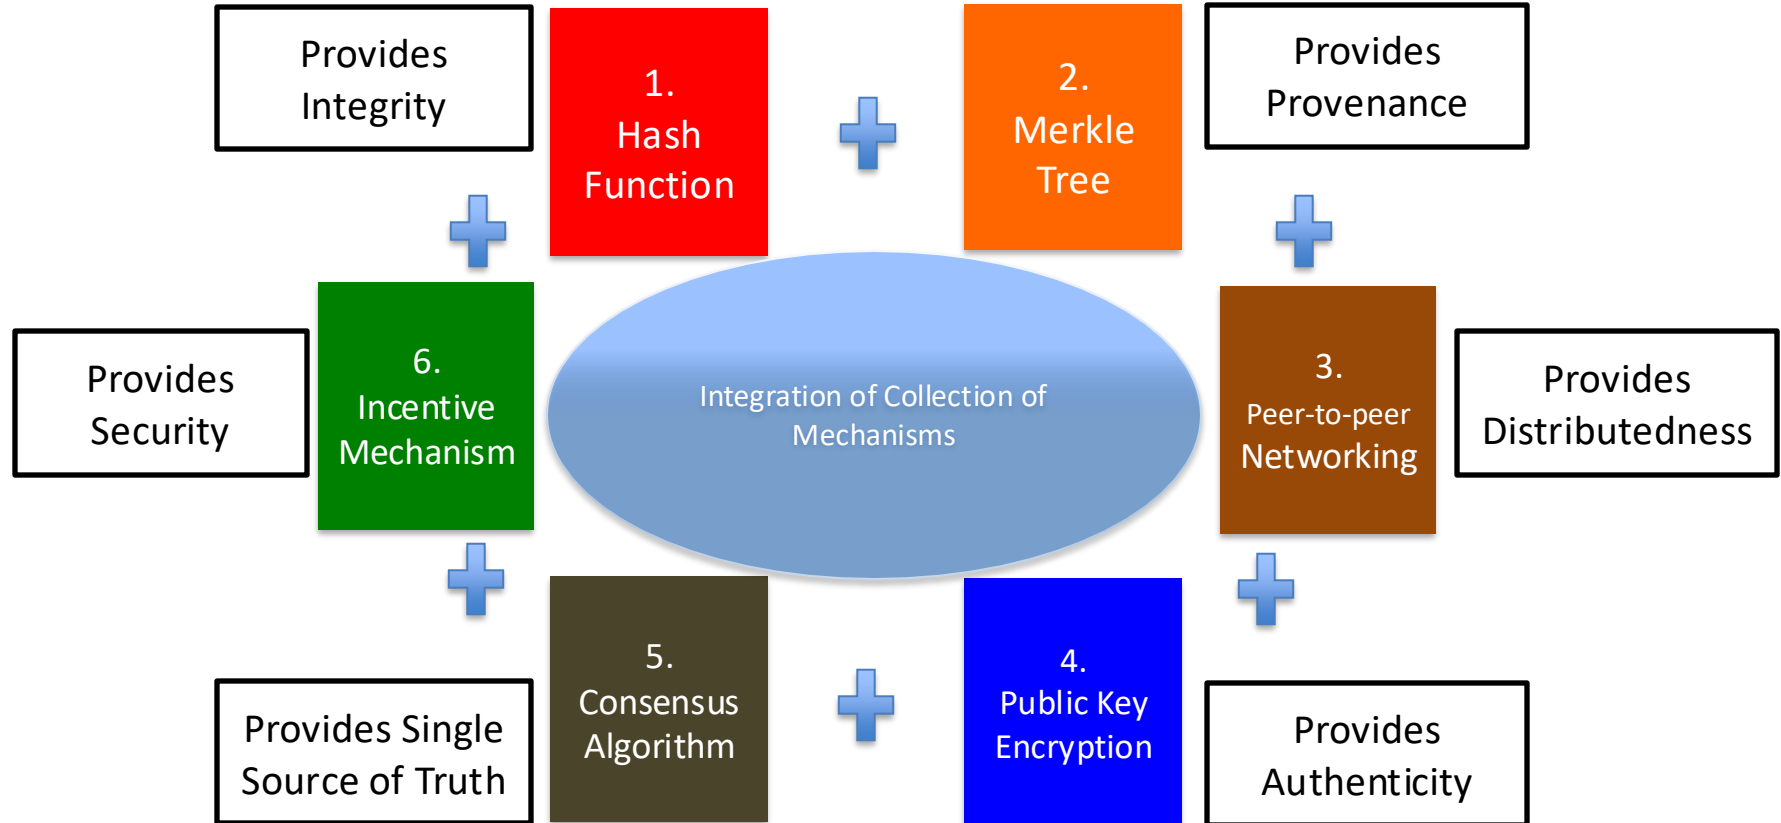 Provides
Integrity
1.
Hash
Function
2.
Merkle
Tree
Provides
Provenance
Provides
Security
6.
Incentive
Mechanism
Integration of Collection of
Mechanisms
3.
Peer-to-peer
Networking
Provides
Distributedness
Provides Single
Source of Truth
5.
Consensus
Algorithm
4.
Public Key
Encryption
Provides
Authenticity